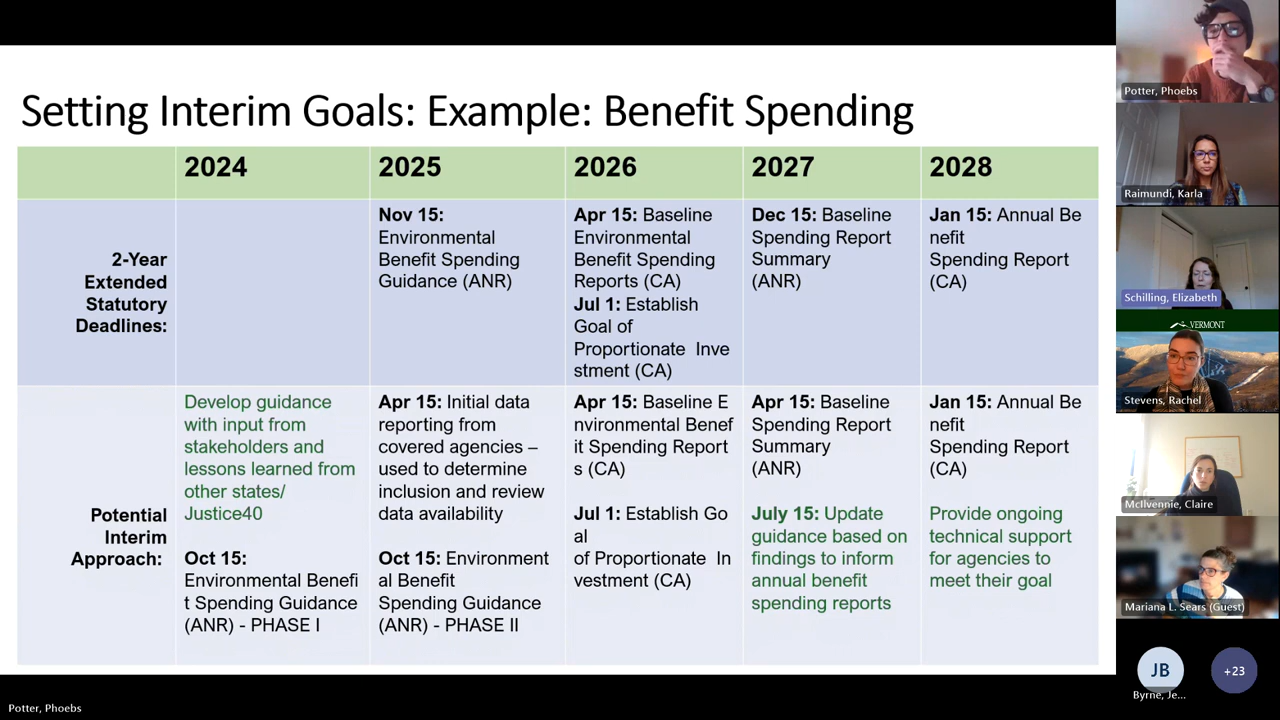 Setting Interim Goals: Example: Benefit Spending
2024
2025
2026
2027
2028
2-Year
Extended
Statutory
Deadlines:
Nov 15:
Environmental
Benefit Spending
Guidance (ANR)
Apr 15: Baseline
Environmental
Benefit Spending
Reports (CA)
Jul 1: Establish
Goal of
Proportionate Inve
stment (CA)
Dec 15: Baseline
Spending Report
Summary
(ANR)
Jan 15: Annual Be
nefit
Spending Report
(CA)
Potential
Interim
Approach:
Develop guidance
with input from
stakeholders and
lessons learned from
other states/
Justice40
Oct 15:
Environmental Benefi
t Spending Guidance
(ANR) - PHASE I
Apr 15: Initial data
reporting from
covered agencies –
used to determine
inclusion and review
data availability
Oct 15: Environment
al Benefit
Spending Guidance
(ANR) - PHASE II
Apr 15: Baseline E
nvironmental Benef
it Spending Report
s (CA)
Jul 1: Establish Go
al
of Proportionate In
vestment (CA)
Apr 15: Baseline
Spending Report
Summary
(ANR)
July 15: Update
guidance based on
findings to inform
annual benefit
spending reports
Jan 15: Annual Be
nefit
Spending Report
(CA)
Provide ongoing
technical support
for agencies to
meet their goal
Potter, Phoebs
Raimundi, Karla
Schilling, Elizabeth
VERMONT
Stevens, Rachel
McIlvennie, Claire
Mariana L. Sears (Guest)
JB
+23
Byrne, Je...
Potter, Phoebs